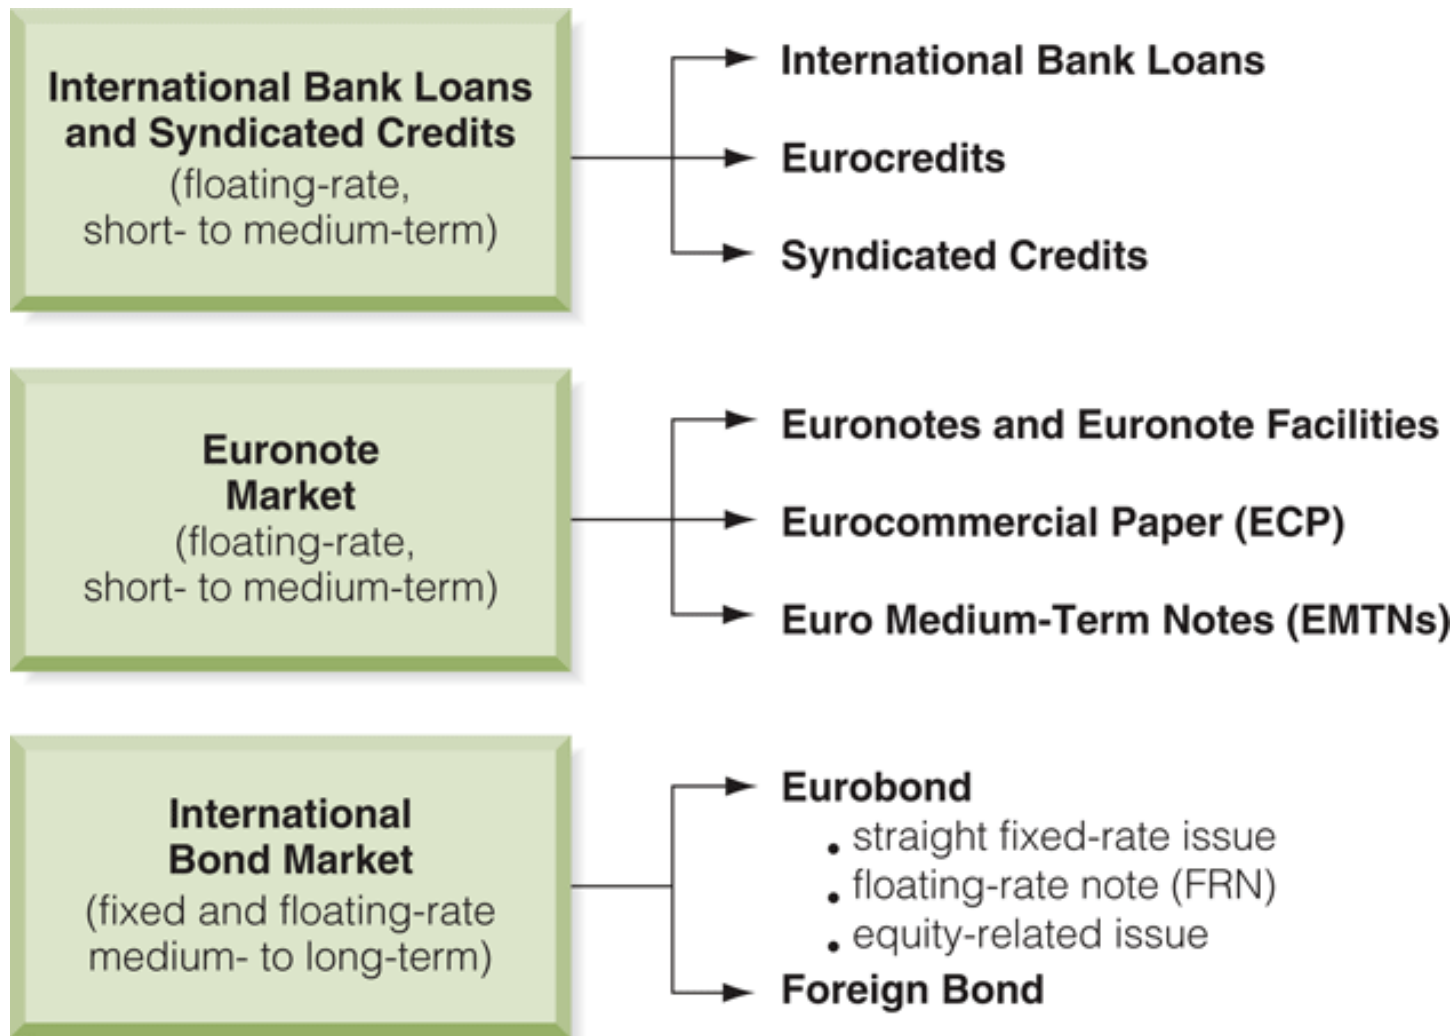 International Bank Loans
and Syndicated Credits
(floating-rate,
short- to medium-term)
International Bank Loans
Eurocredits
Syndicated Credits
Euronote
Market
(floating-rate,
short- to medium-term)
Euronotes and Euronote Facilities
Eurocommercial Paper (ECP)
Euro Medium-Term Notes (EMTNs)
International
Bond Market
(fixed and floating-rate
medium- to long-term)
Eurobond
• straight fixed-rate issue
• floating-rate note (FRN)
• equity-related issue
Foreign Bond